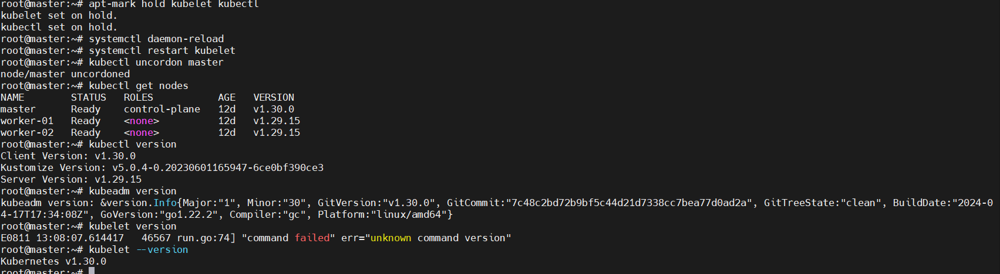 root@master:~# apt-mark hold kubelet kubectl
kubelet set on hold.
kubectl set on hold.
root@master:~# systemctl daemon-reload
root@master:~# systemctl restart kubelet
root@master:~# kubectl uncordon master
node/master uncordoned
root@master:~# kubectl get nodes
NAME        STATUS   ROLES           AGE   VERSION
master      Ready    control-plane   12d   v1.30.0
worker-01   Ready    <none>          12d   v1.29.15
worker-02   Ready    <none>          12d   v1.29.15
root@master:~# kubectl version
Client Version: v1.30.0
Kustomize Version: v5.0.4-0.20230601165947-6ce0bf390ce3
Server Version: v1.29.15
root@master:~# kubeadm version
kubeadm version: &version.Info{Major:"1", Minor:"30", GitVersion:"v1.30.0", GitCommit:"7c48c2bd72b9bf5c44d21d7338cc7bea77d0ad2a", GitTreeState:"clean", BuildDate:"2024-0
4-17T17:34:08Z", GoVersion:"go1.22.2", Compiler:"gc", Platform:"linux/amd64"}
root@master:~# kubelet version
E0811 13:08:07.614417   46567 run.go:74] "command failed" err="unknown command version"
root@master:~# kubelet --version
Kubernetes v1.30.0
root@master:~#